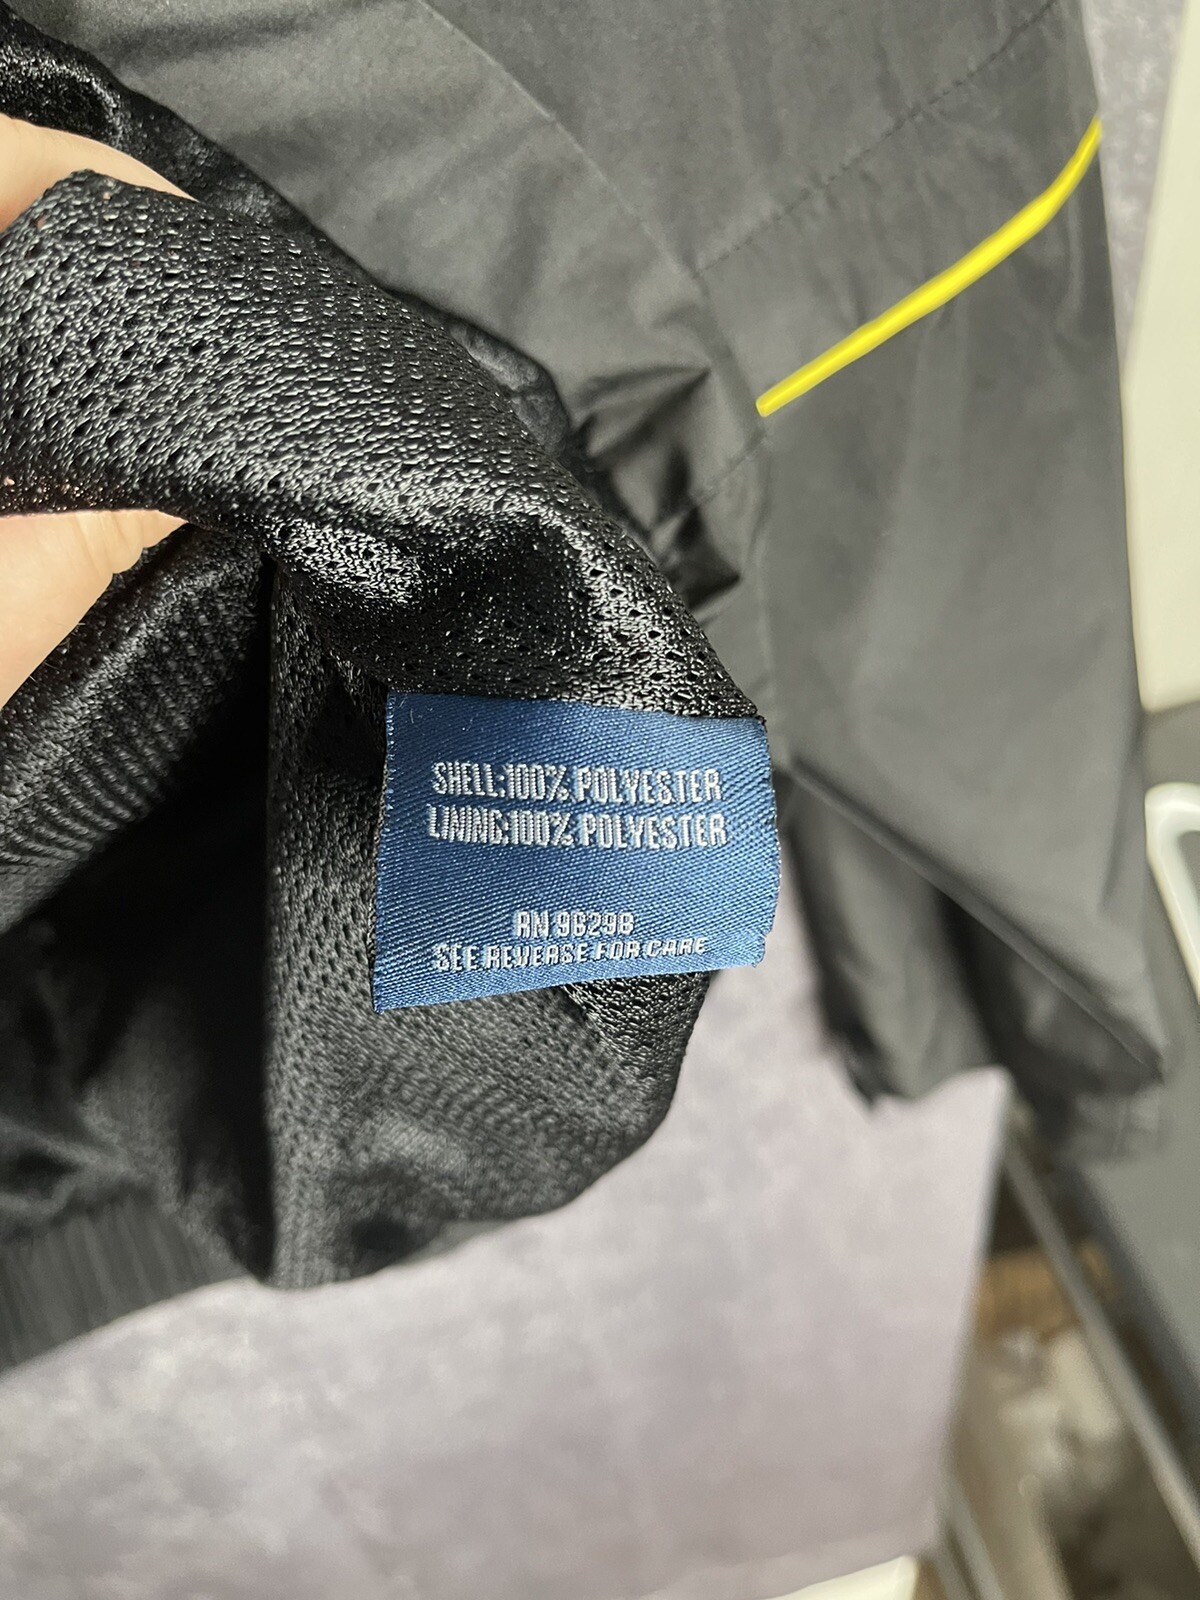 SHELL:100% POLYESTER
LINING:100% POLYESTER
RN 96298
SEE REVERSE FOR CARE